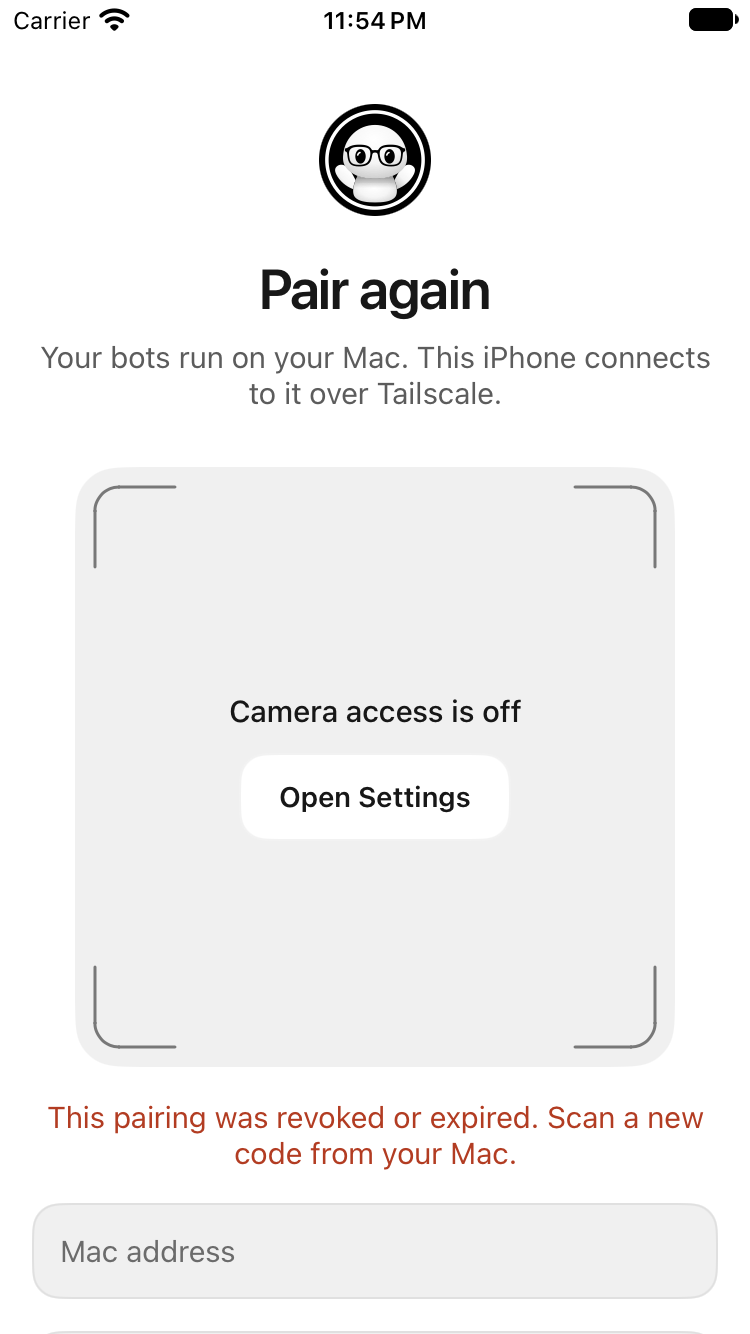 Carrier
11:54 PM
Pair again
Your bots run on your Mac. This iPhone connects
to it over Tailscale.
Camera access is off
Open Settings
This pairing was revoked or expired. Scan a new
code from your Mac.
Mac address